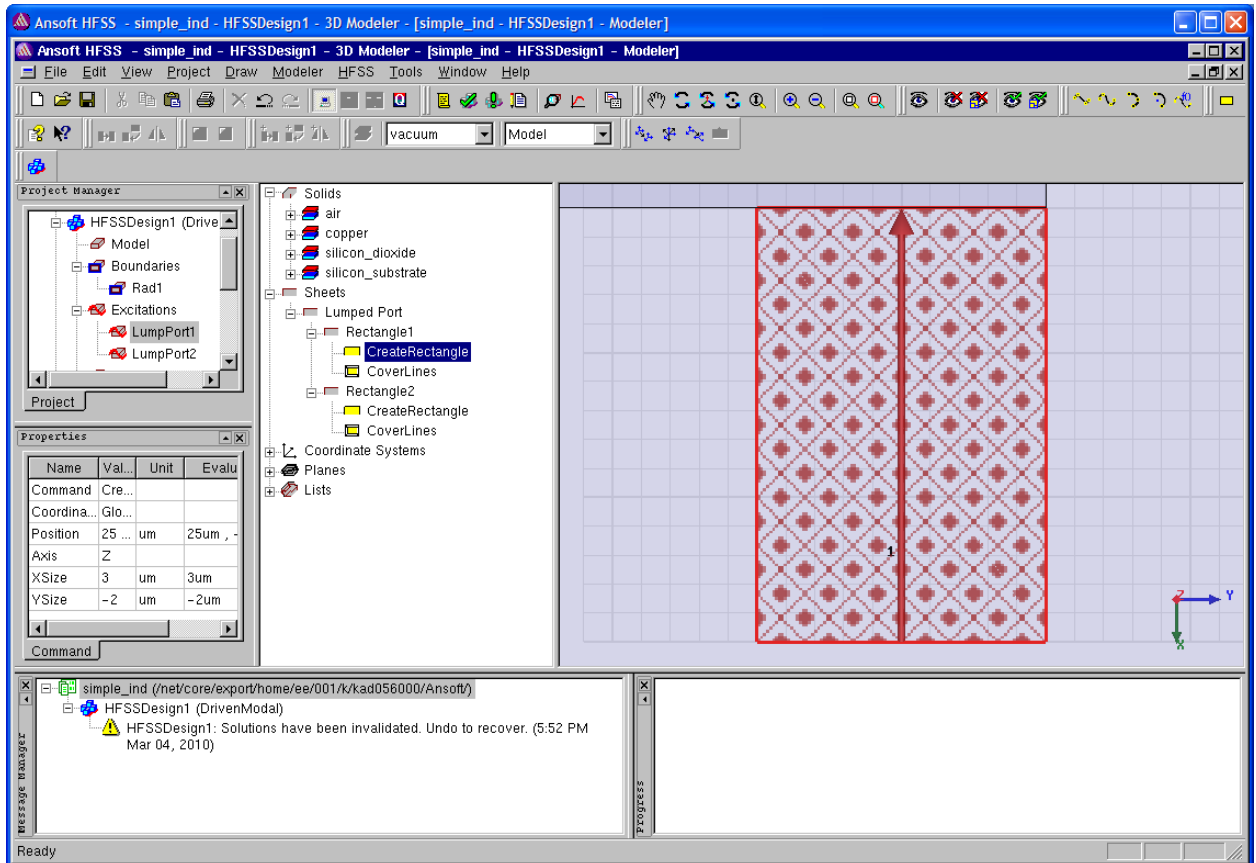 Ansoft HFSS - simple_ind - HFSSDesign1 - 3D Modeler - [simple_ind - HFSSDesign1 - Modeler]
Ansoft HFSS - simple_ind - HFSSDesign1 - 3D Modeler - [simple_ind - HFSSDesign1 - Modeler]
File Edit View Project Draw Modeler HFSS Tools Window Help
vacuum Model
Project Manager
HFSSDesign1 (Drive
Model
Boundaries
Rad1
Excitations
LumpPort1
LumpPort2
Project
Properties
Name Val... Unit Evalu
Command Cre...
Coordina... Glo...
Position 25 ... um 25um , -
Axis Z
XSize 3 um 3um
YSize -2 um -2um
Command
Solids
air
copper
silicon_dioxide
silicon_substrate
Sheets
Lumped Port
Rectangle1
CreateRectangle
CoverLines
Rectangle2
CreateRectangle
CoverLines
Coordinate Systems
Planes
Lists
1
Z
Y
X
Message Manager
simple_ind (/net/core/export/home/ee/001/k/kad056000/Ansoft/)
HFSSDesign1 (DrivenModal)
HFSSDesign1: Solutions have been invalidated. Undo to recover. (5:52 PM
Mar 04, 2010)
Progress
Ready